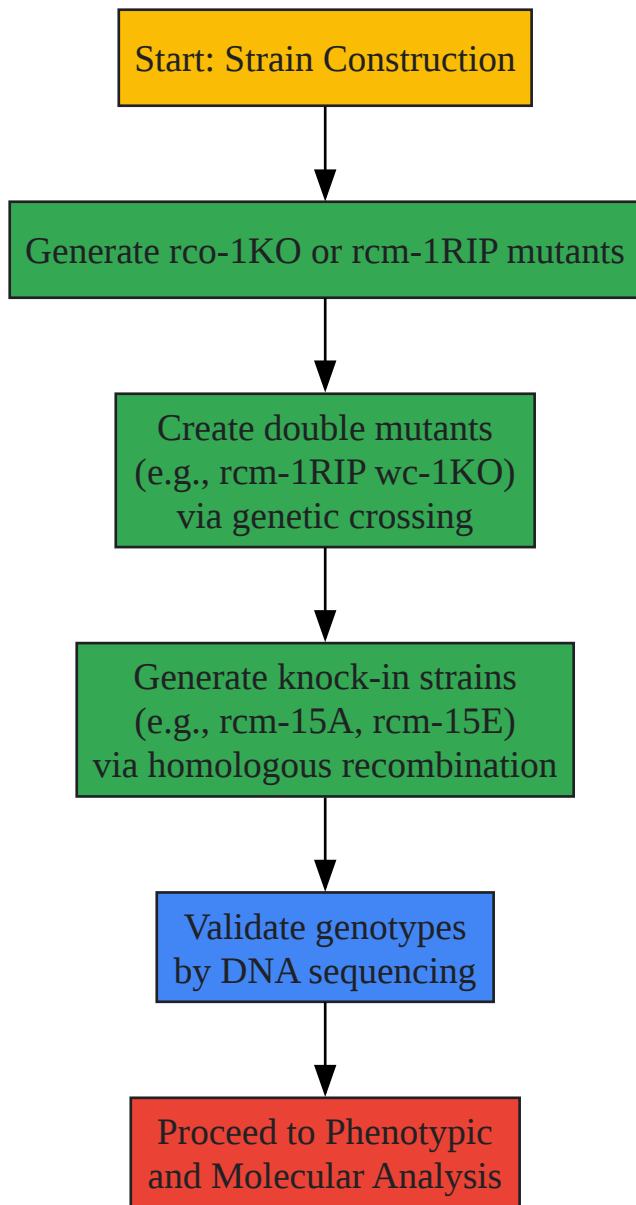 Start: Strain Construction
Generate rco-1KO or rcm-1RIP mutants
Create double mutants
(e.g., rcm-1RIP wc-1KO)
via genetic crossing
Generate knock-in strains
(e.g., rcm-15A, rcm-15E)
via homologous recombination
Validate genotypes
by DNA sequencing
Proceed to Phenotypic
and Molecular Analysis